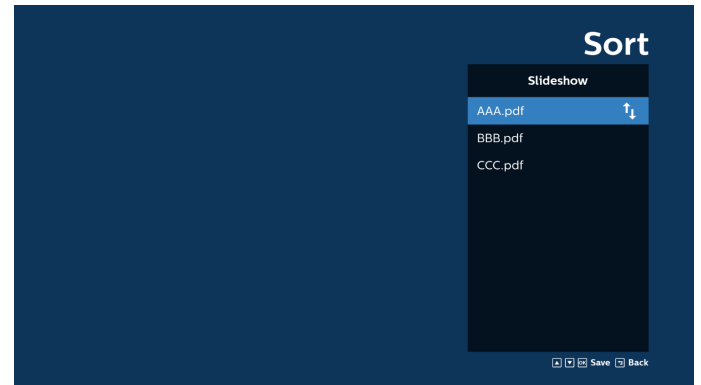 Sort
Slideshow
AAA.pdf
BBB.pdf
CCC.pdf
OK Save Back